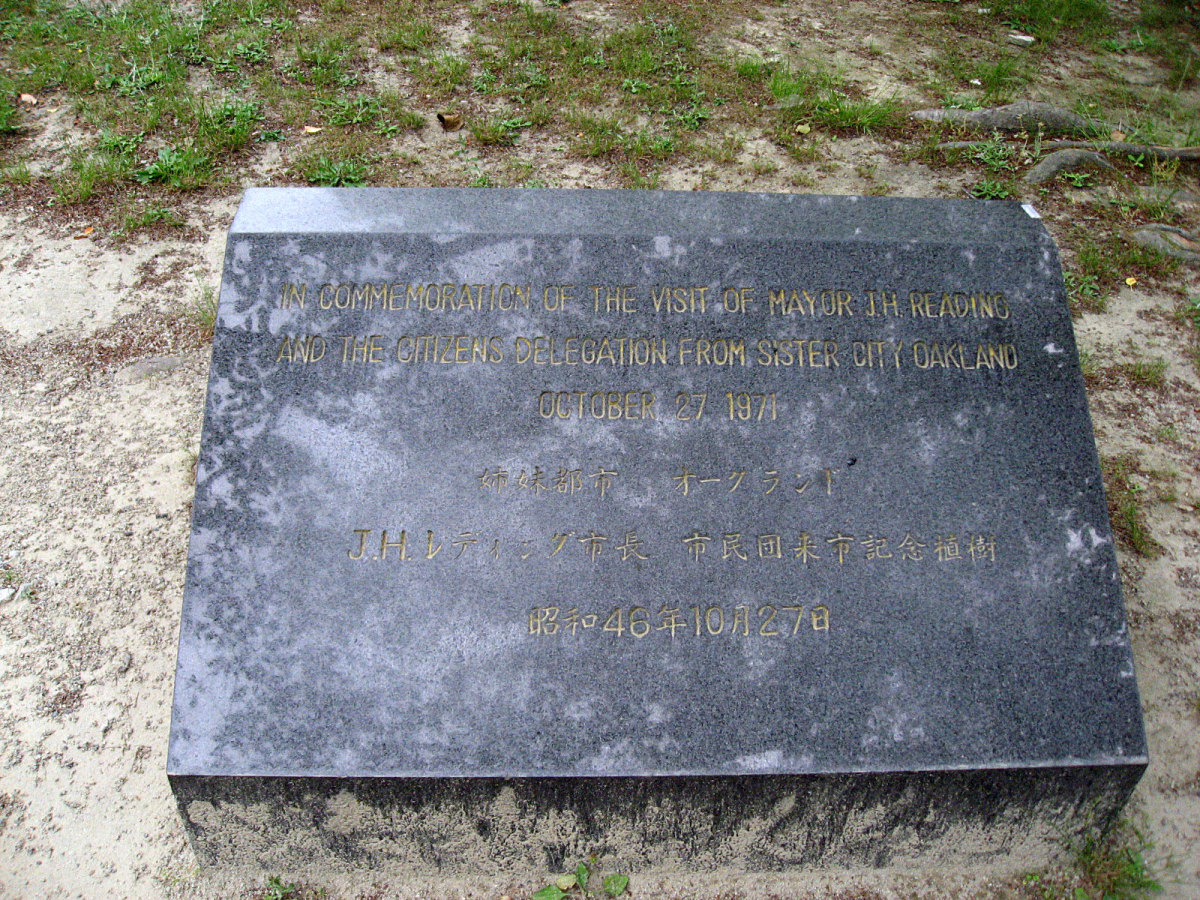 IN COMMEMORATION OF THE VISIT OF MAYOR J.H. READING
AND THE CITIZENS DELEGATION FROM SISTER CITY OAKLAND
OCTOBER 27 1971
姉妹都市 オークランド
J.H.レディング市長 市民団来市記念植樹
昭和46年10月27日